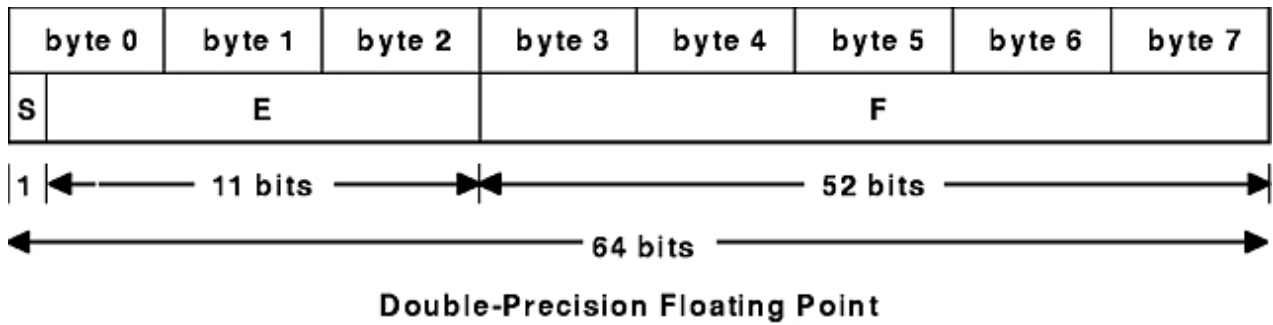 byte 0 byte 1 byte 2 byte 3 byte 4 byte 5 byte 6 byte 7
S E F
1 11 bits 52 bits
64 bits
Double-Precision Floating Point